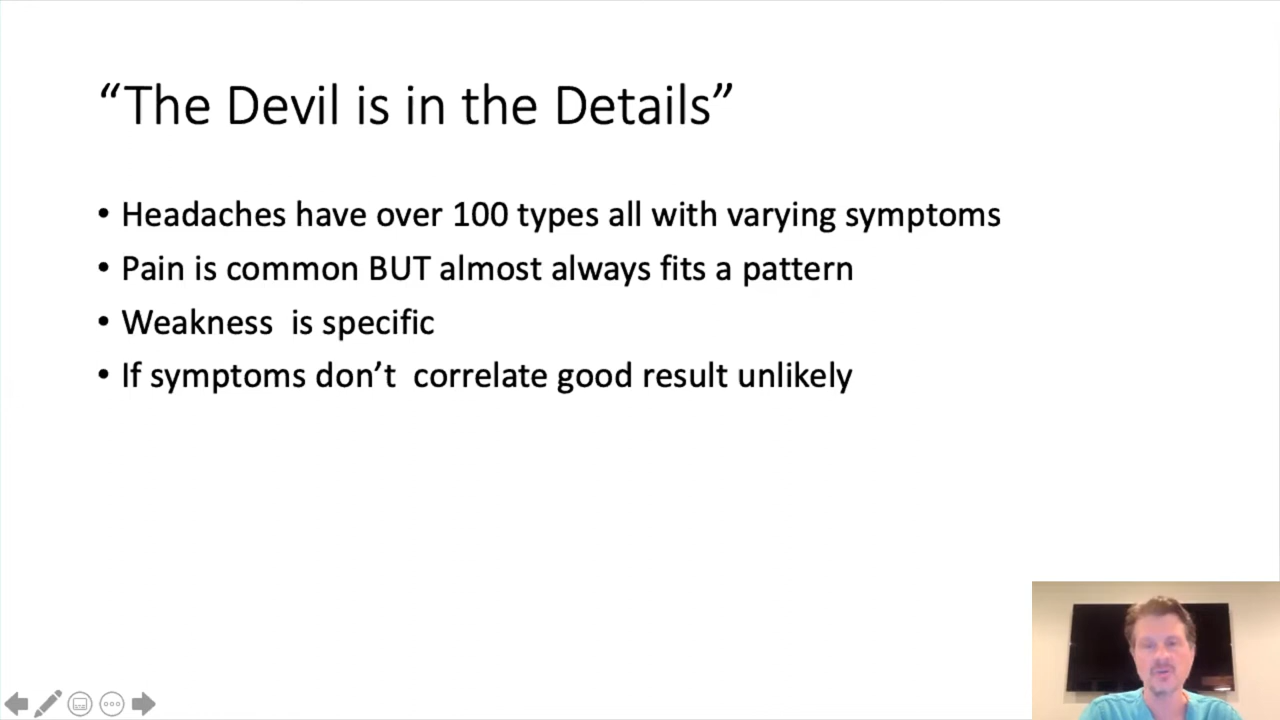 “The Devil is in the Details”
• Headaches have over 100 types all with varying symptoms
• Pain is common BUT almost always fits a pattern
• Weakness  is specific
• If symptoms don’t  correlate good result unlikely